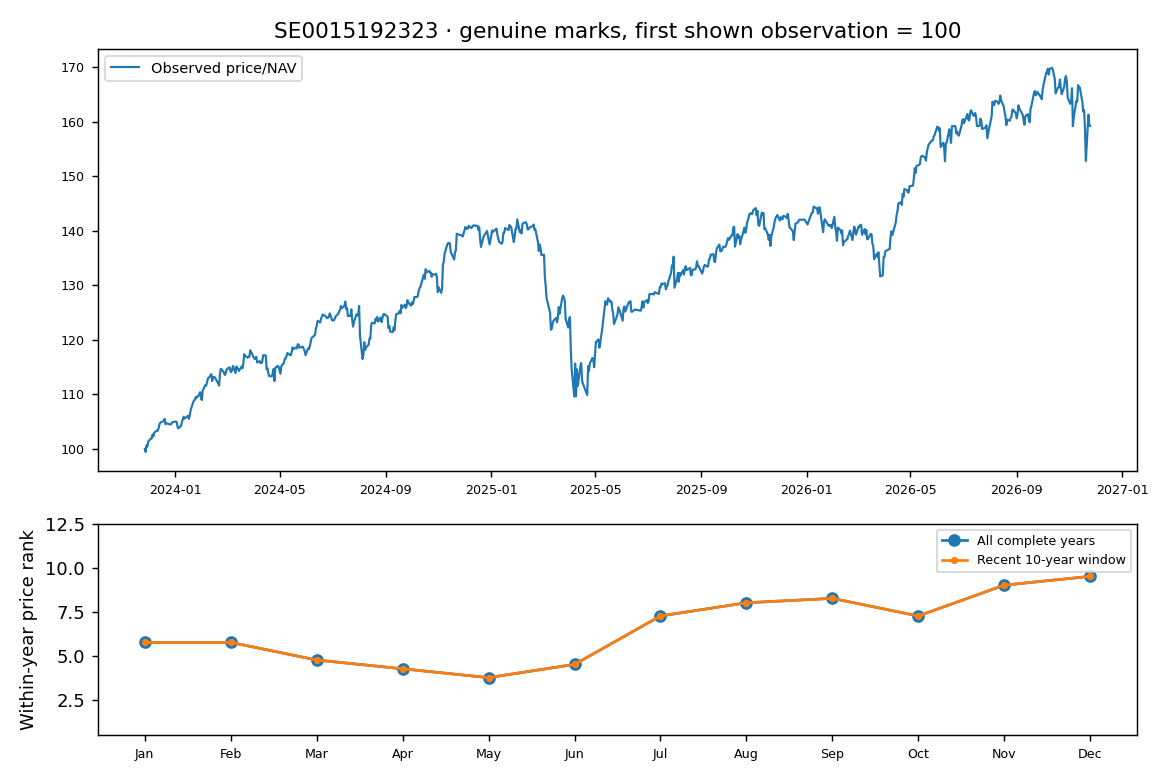 SE0015192323 · genuine marks, first shown observation = 100
Observed price/NAV
170
160
150
140
130
120
110
100
2024-01 2024-05 2024-09 2025-01 2025-05 2025-09 2026-01 2026-05 2026-09 2027-01
Within-year price rank
12.5
10.0
7.5
5.0
2.5
All complete years
Recent 10-year window
Jan Feb Mar Apr May Jun Jul Aug Sep Oct Nov Dec